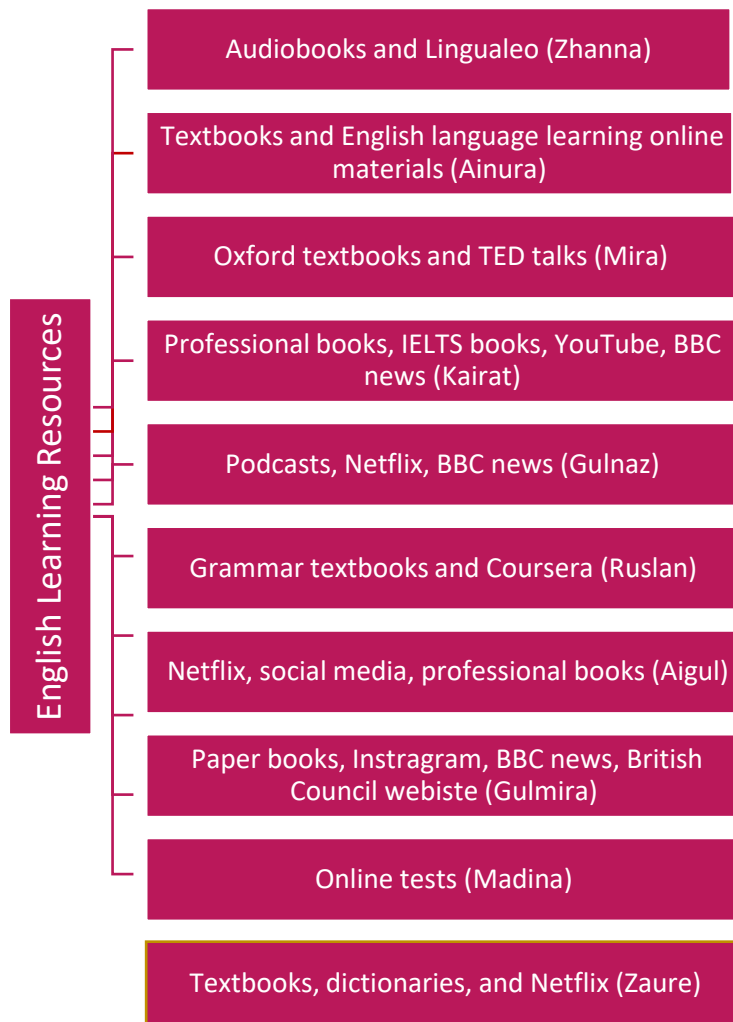 Audiobooks and Lingualeo (Zhanna)
Textbooks and English language learning online
materials (Ainura)
Oxford textbooks and TED talks (Mira)
Professional books, IELTS books, YouTube, BBC
news (Kairat)
English Learning Resources
Podcasts, Netflix, BBC news (Gulnaz)
Grammar textbooks and Coursera (Ruslan)
Netflix, social media, professional books (Aigul)
Paper books, Instragram, BBC news, British
Council webiste (Gulmira)
Online tests (Madina)
Textbooks, dictionaries, and Netflix (Zaure)